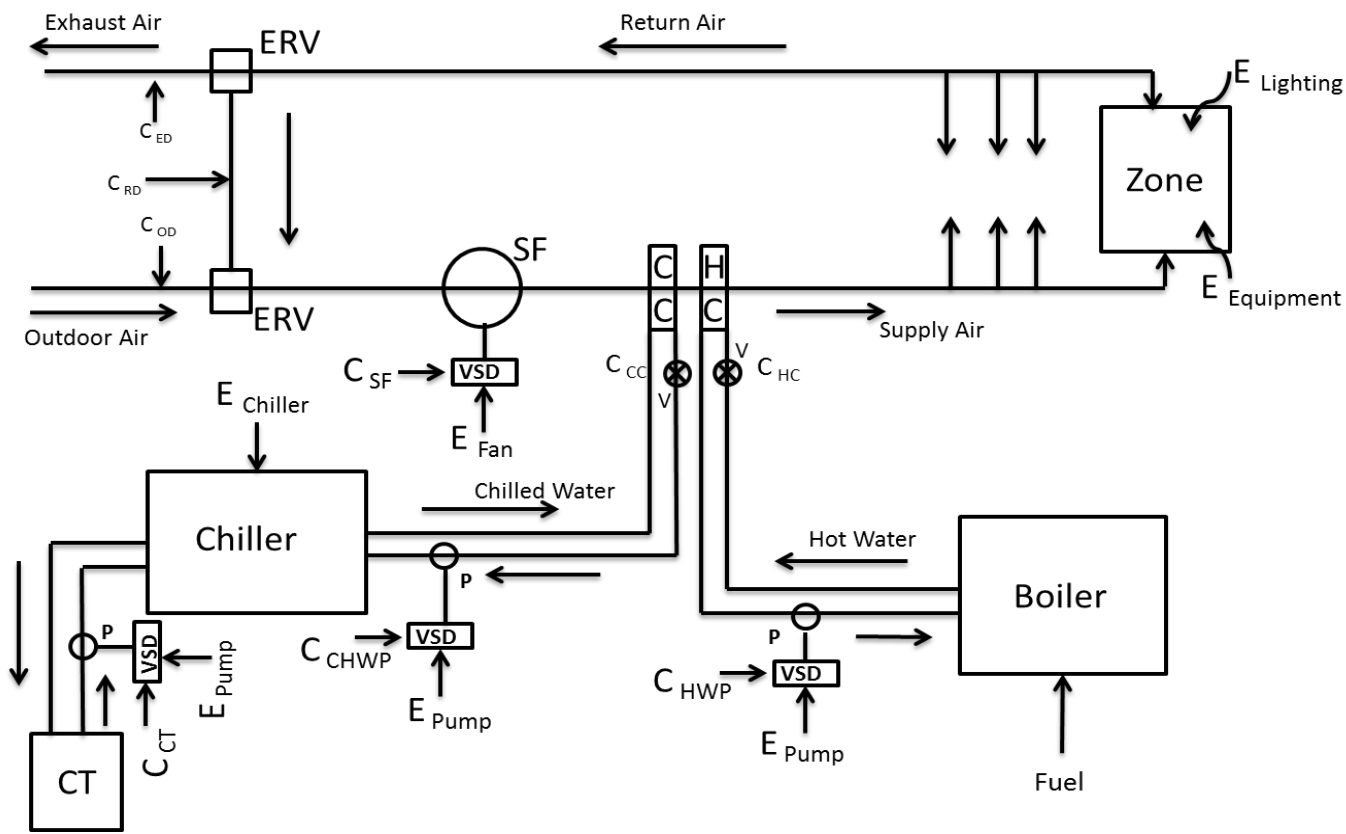 Exhaust Air
Return Air
ERV
E Lighting
C ED
Zone
C RD
C OD
SF
C H
ERV
C C
E Equipment
Outdoor Air
Supply Air
C SF
VSD
C CC
V
V
C HC
E Chiller
E Fan
Chilled Water
Chiller
Hot Water
P
Boiler
P
VSD
E Pump
C CT
C CHWP
VSD
P
C HWP
VSD
E Pump
E Pump
CT
Fuel